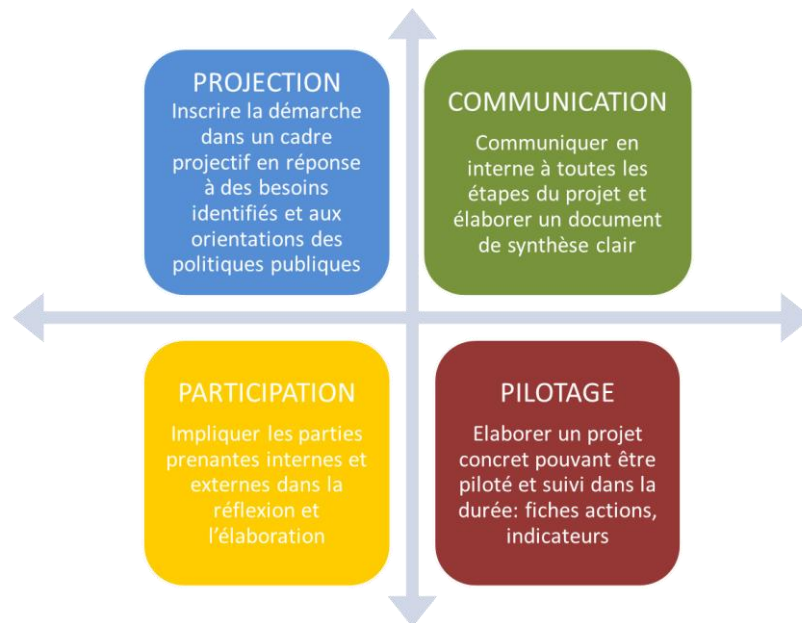 PROJECTION
Inscrire la démarche
dans un cadre
projectif en réponse
à des besoins
identifiés et aux
orientations des
politiques publiques
COMMUNICATION
Communiquer en
interne à toutes les
étapes du projet et
élaborer un document
de synthèse clair
PARTICIPATION
Impliquer les parties
prenantes internes et
externes dans la
réflexion et
l'élaboration
PILOTAGE
Elaborer un projet
concret pouvant être
piloté et suivi dans la
durée: fiches actions,
indicateurs